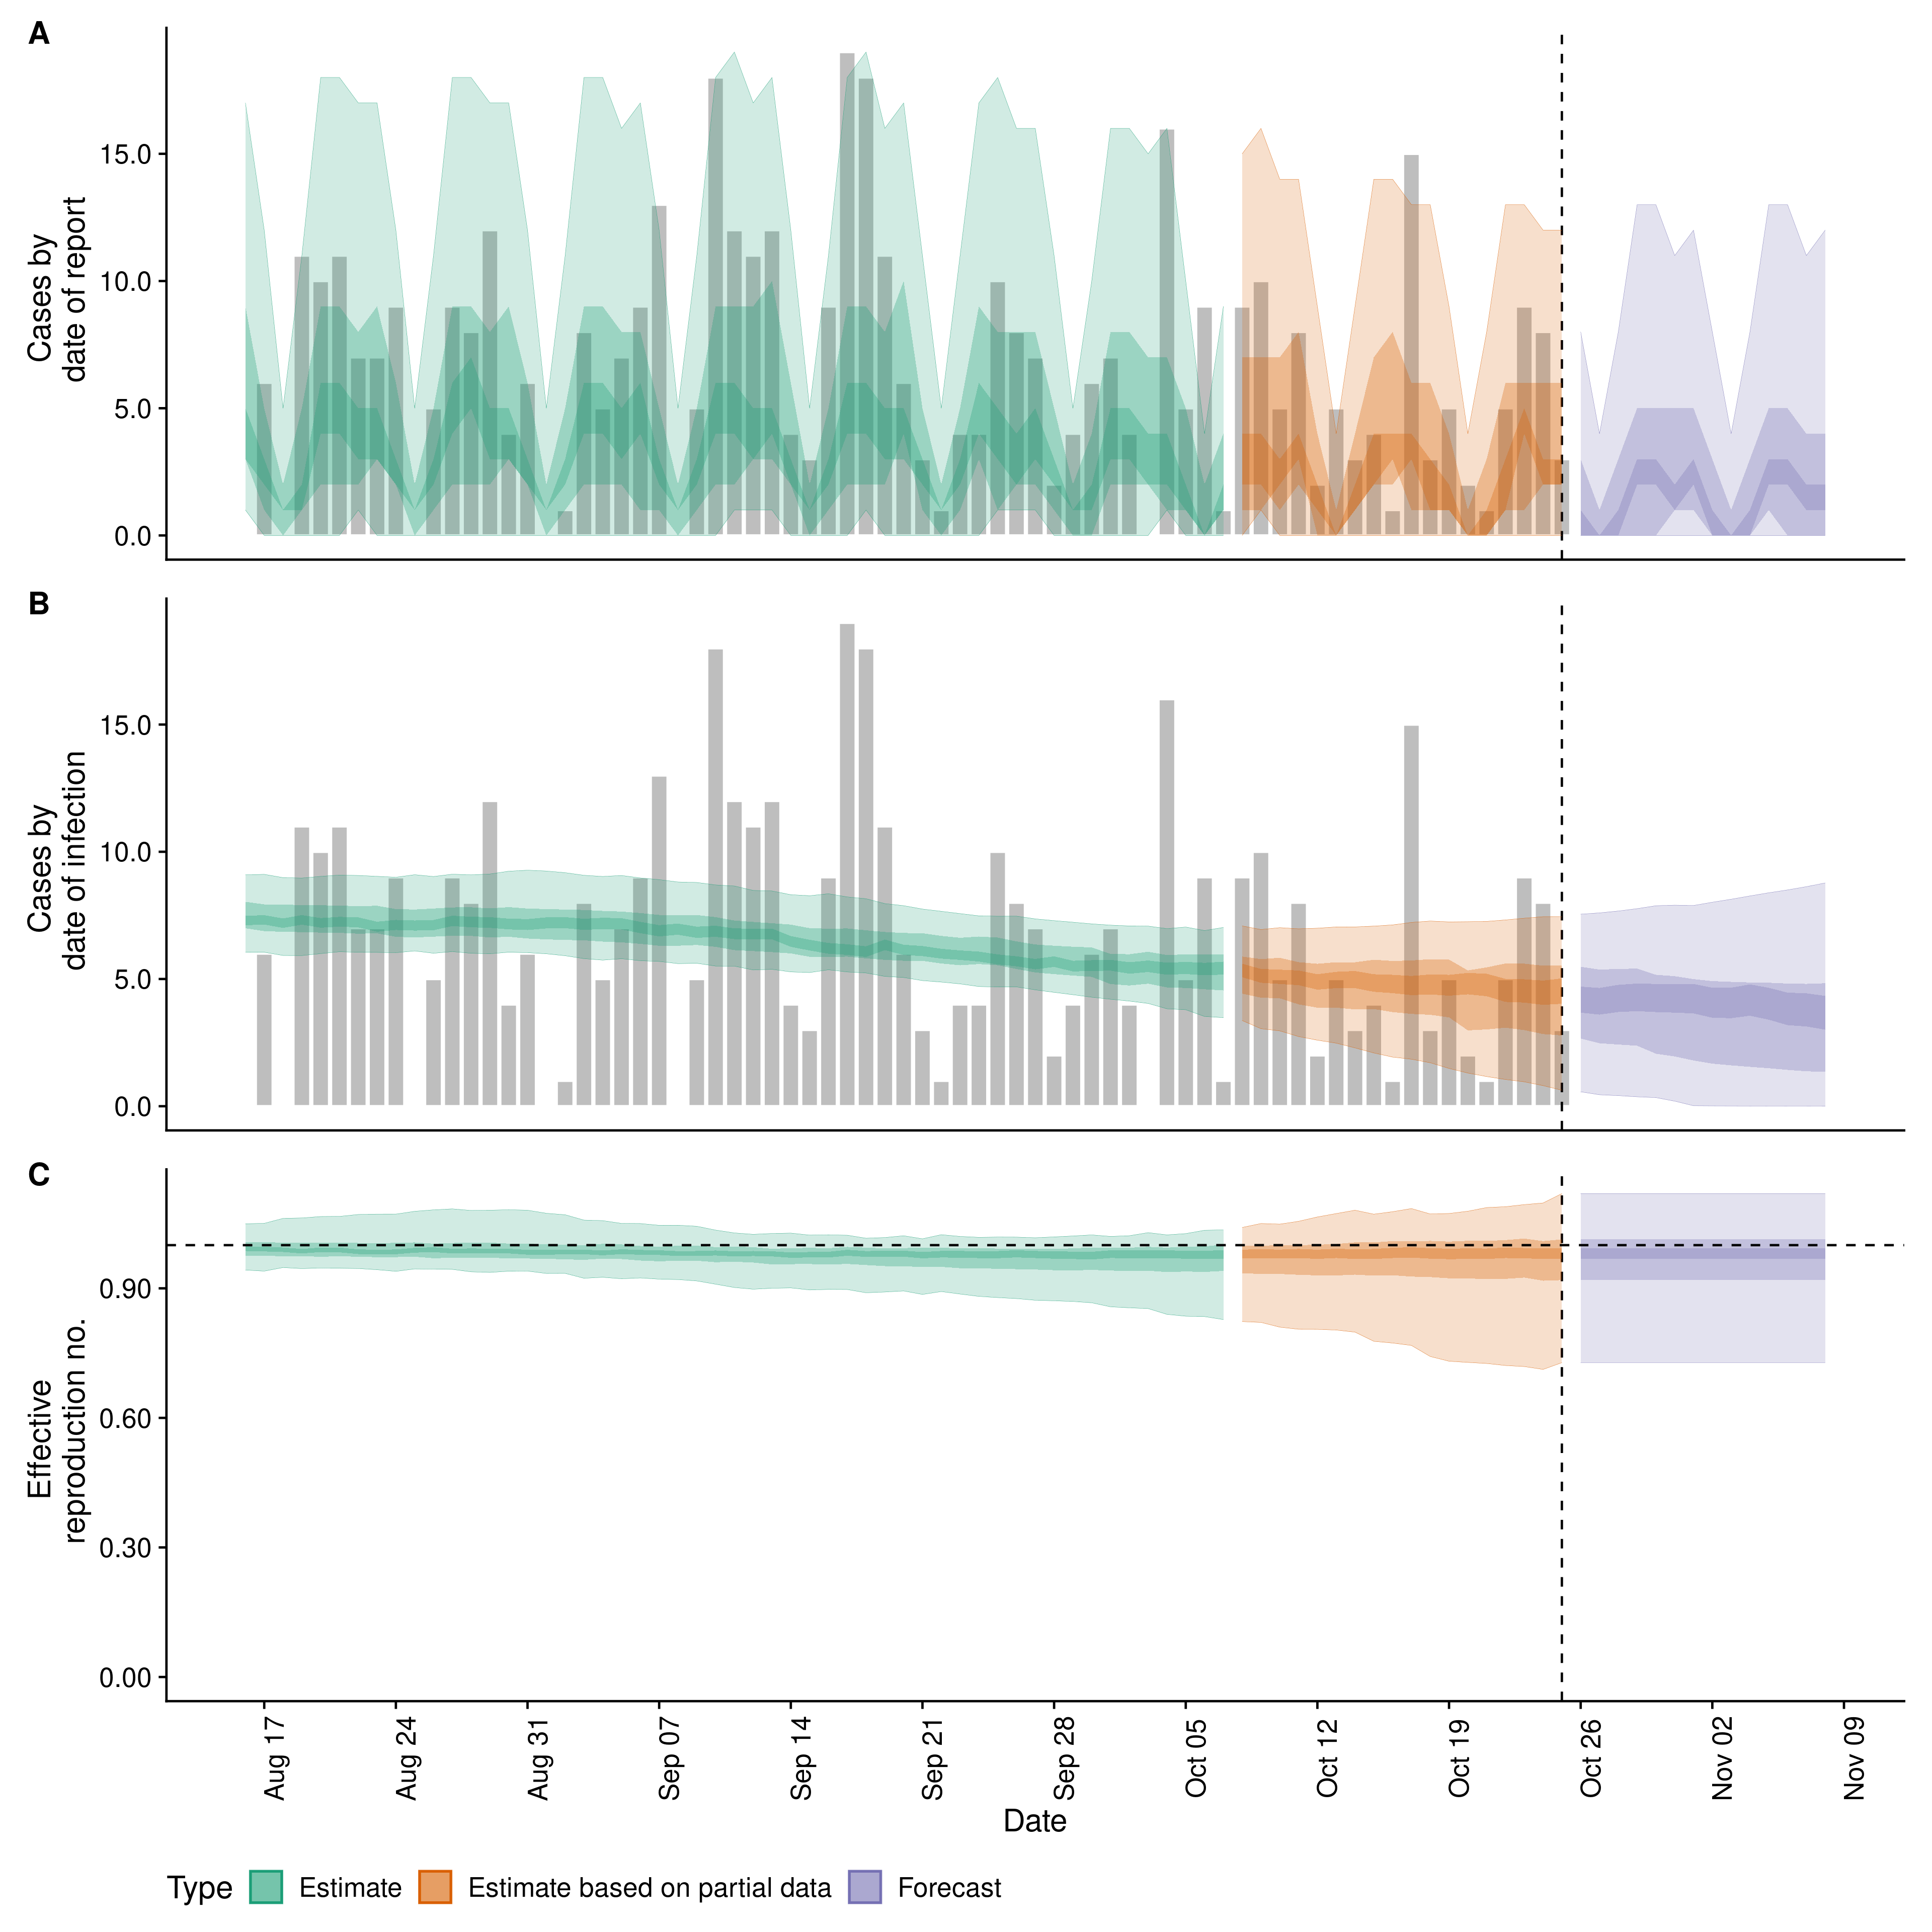 A
Cases by
date of report
15.0
10.0
5.0
0.0
B
Cases by
date of infection
15.0
10.0
5.0
0.0
C
Effective
reproduction no.
0.90
0.60
0.30
0.00
Aug 17
Aug 24
Aug 31
Sep 07
Sep 14
Sep 21
Sep 28
Oct 05
Oct 12
Oct 19
Oct 26
Nov 02
Nov 09
Date
Type Estimate Estimate based on partial data Forecast